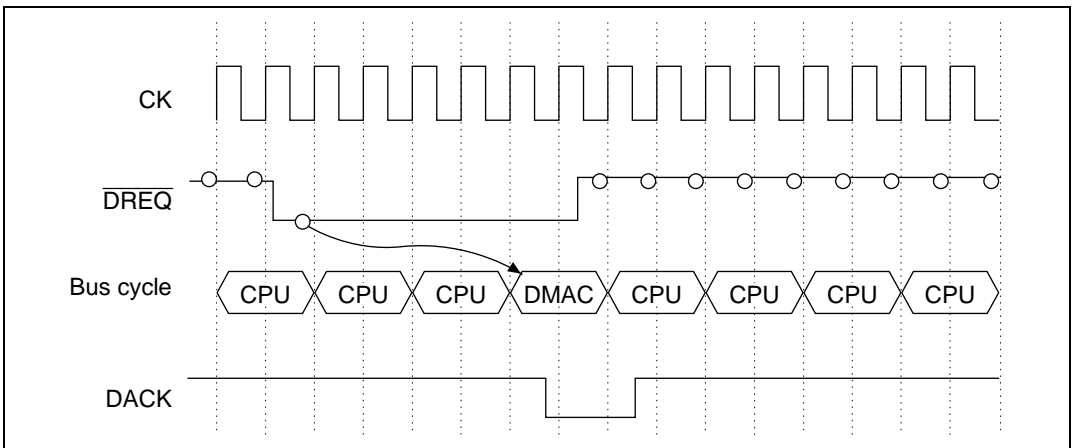 CK
DREQ
Bus cycle CPU CPU CPU DMAC CPU CPU CPU CPU
DACK